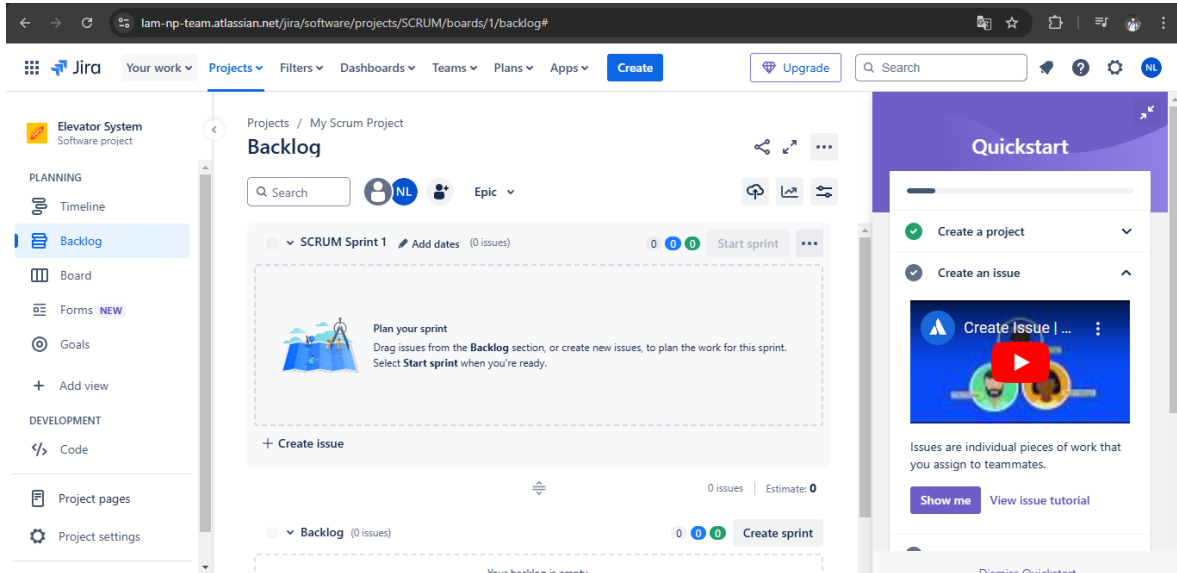 lam-np-team.atlassian.net/jira/software/projects/SCRUM/boards/1/backlog#
Jira Your work Projects Filters Dashboards Teams Plans Apps Create Upgrade Search NL
Elevator System
Software project
PLANNING
Timeline
Backlog
Board
Forms NEW
Goals
Add view
DEVELOPMENT
Code
Project pages
Project settings
Projects / My Scrum Project
Backlog
Search NL Epic
SCRUM Sprint 1 Add dates (0 issues) 0 0 0 Start sprint
Plan your sprint
Drag issues from the Backlog section, or create new issues, to plan the work for this sprint.
Select Start sprint when you're ready.
+ Create issue
0 issues Estimate: 0
Backlog (0 issues) 0 0 0 Create sprint
Your backlog is empty
Quickstart
Create a project
Create an issue
Create Issue | ...
Issues are individual pieces of work that
you assign to teammates.
Show me View issue tutorial
Dismiss Quickstart